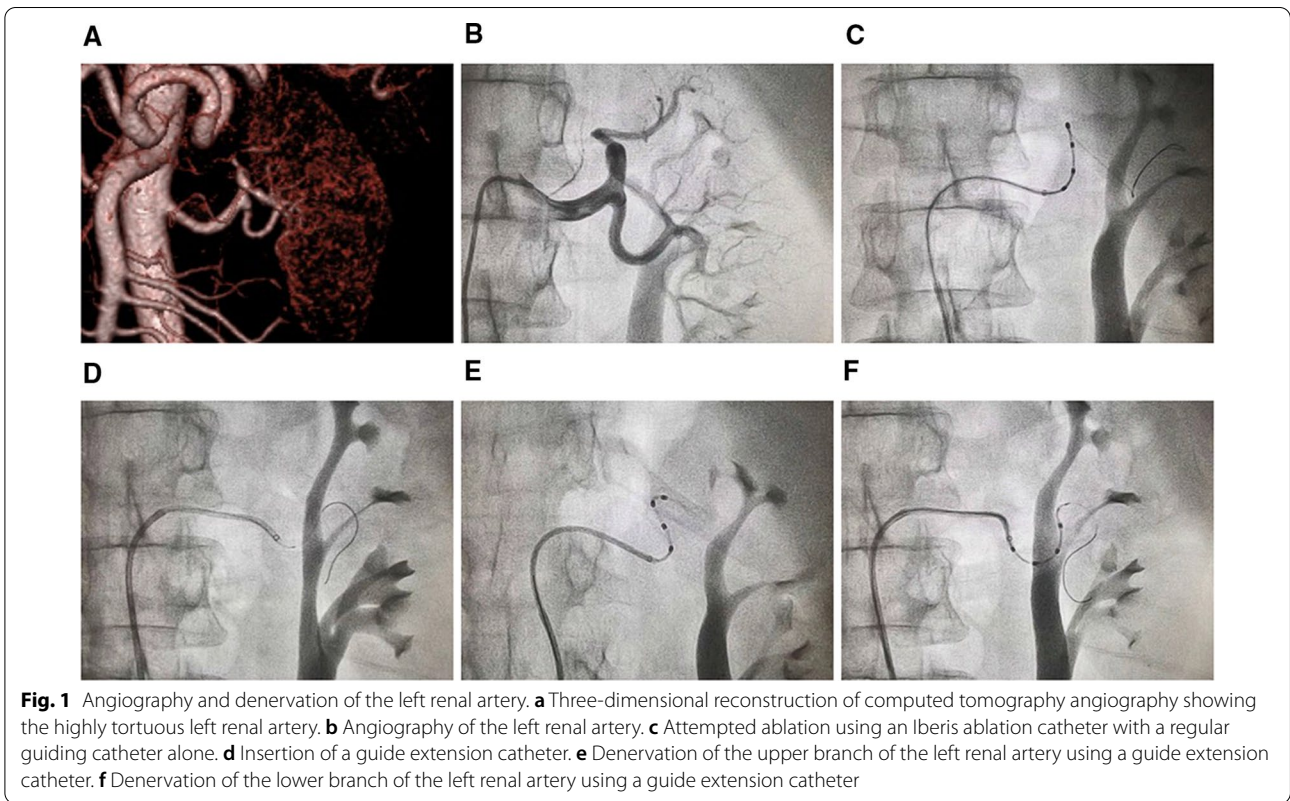 A
B
C
D
E
F
Fig. 1 Angiography and denervation of the left renal artery. a Three-dimensional reconstruction of computed tomography angiography showing
the highly tortuous left renal artery. b Angiography of the left renal artery. c Attempted ablation using an Iberis ablation catheter with a regular
guiding catheter alone. d Insertion of a guide extension catheter. e Denervation of the upper branch of the left renal artery using a guide extension
catheter. f Denervation of the lower branch of the left renal artery using a guide extension catheter